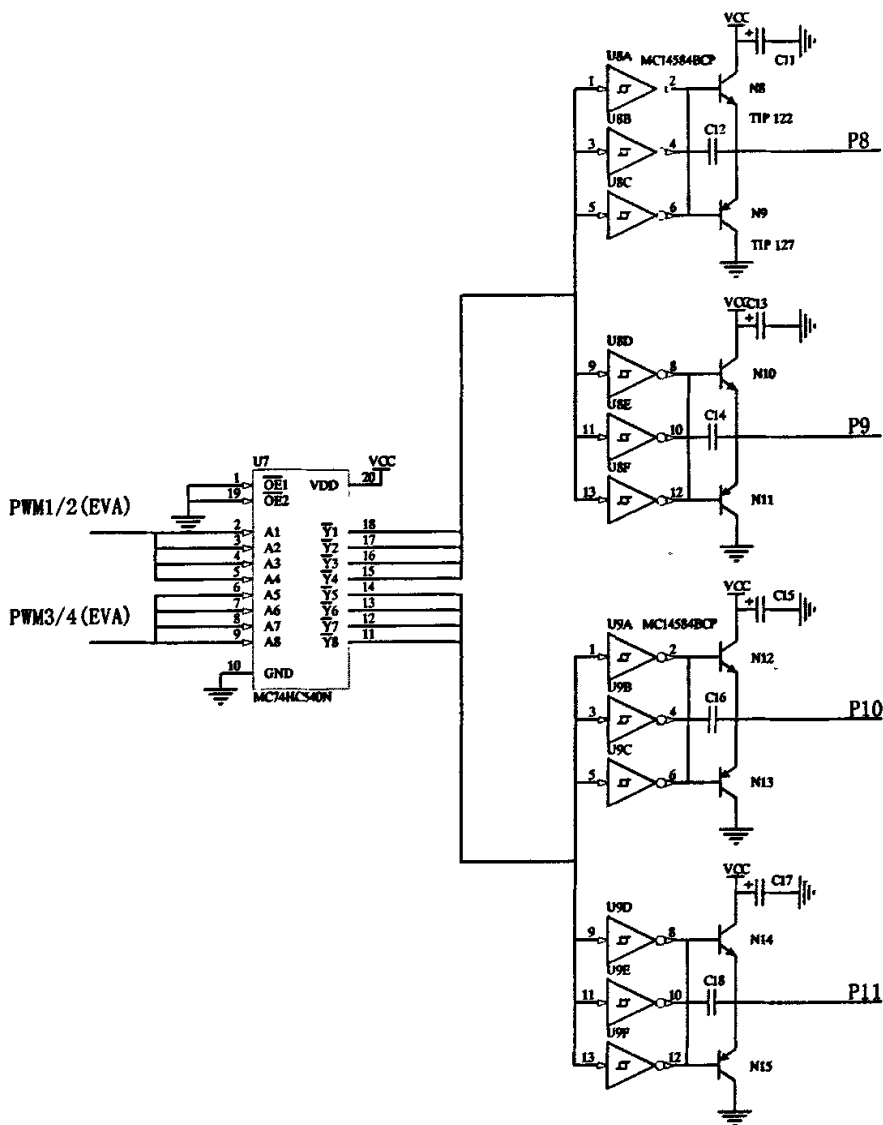 VCC
C11
U8A MC14584BCP
1 2
N8
TIP 122
U8B
C12
3 4
P8
U8C
5 6
N9
TIP 127
VCC
C13
U8D
9 8
N10
U8E
C14
11 10
P9
U8F
13 12
N11
U7
VCC
1 OE1 VDD 20
19 OE2
PWM1/2(EVA)
2 A1 Y1 18
3 A2 Y2 17
4 A3 Y3 16
5 A4 Y4 15
6 A5 Y5 14
7 A6 Y6 13
PWM3/4(EVA)
8 A7 Y7 12
9 A8 Y8 11
10 GND
MC74HC540N
VCC
C15
U9A MC14584BCP
1 2
N12
U9B
C16
3 4
P10
U9C
5 6
N13
VCC
C17
U9D
9 8
N14
U9E
C18
11 10
P11
U9F
13 12
N15